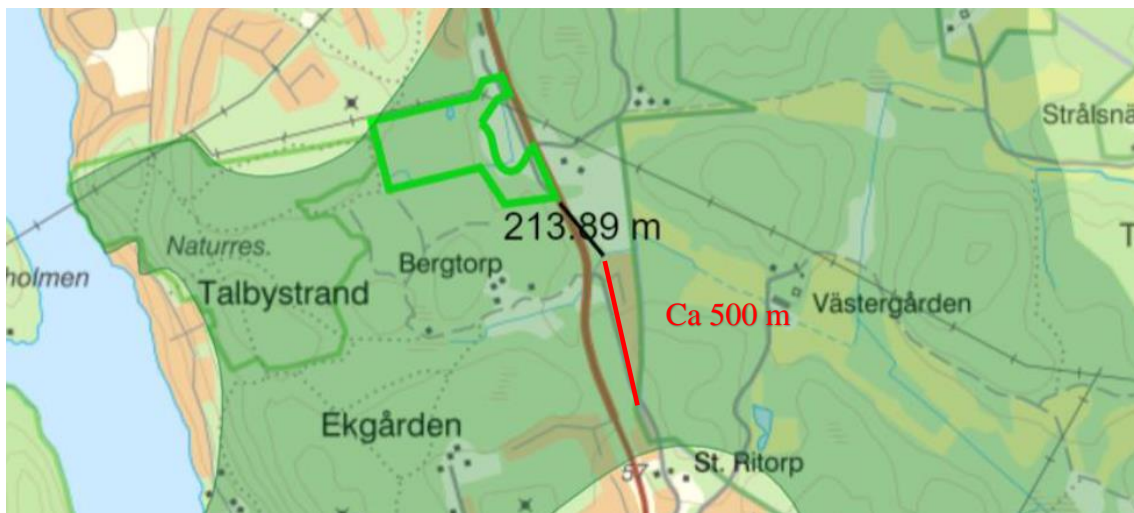 Strålsnä
213.89 m
Naturres.
holmen
Bergtorp
T
Talbystrand
Västergården
Ca 500 m
Ekgården
57
St. Ritorp